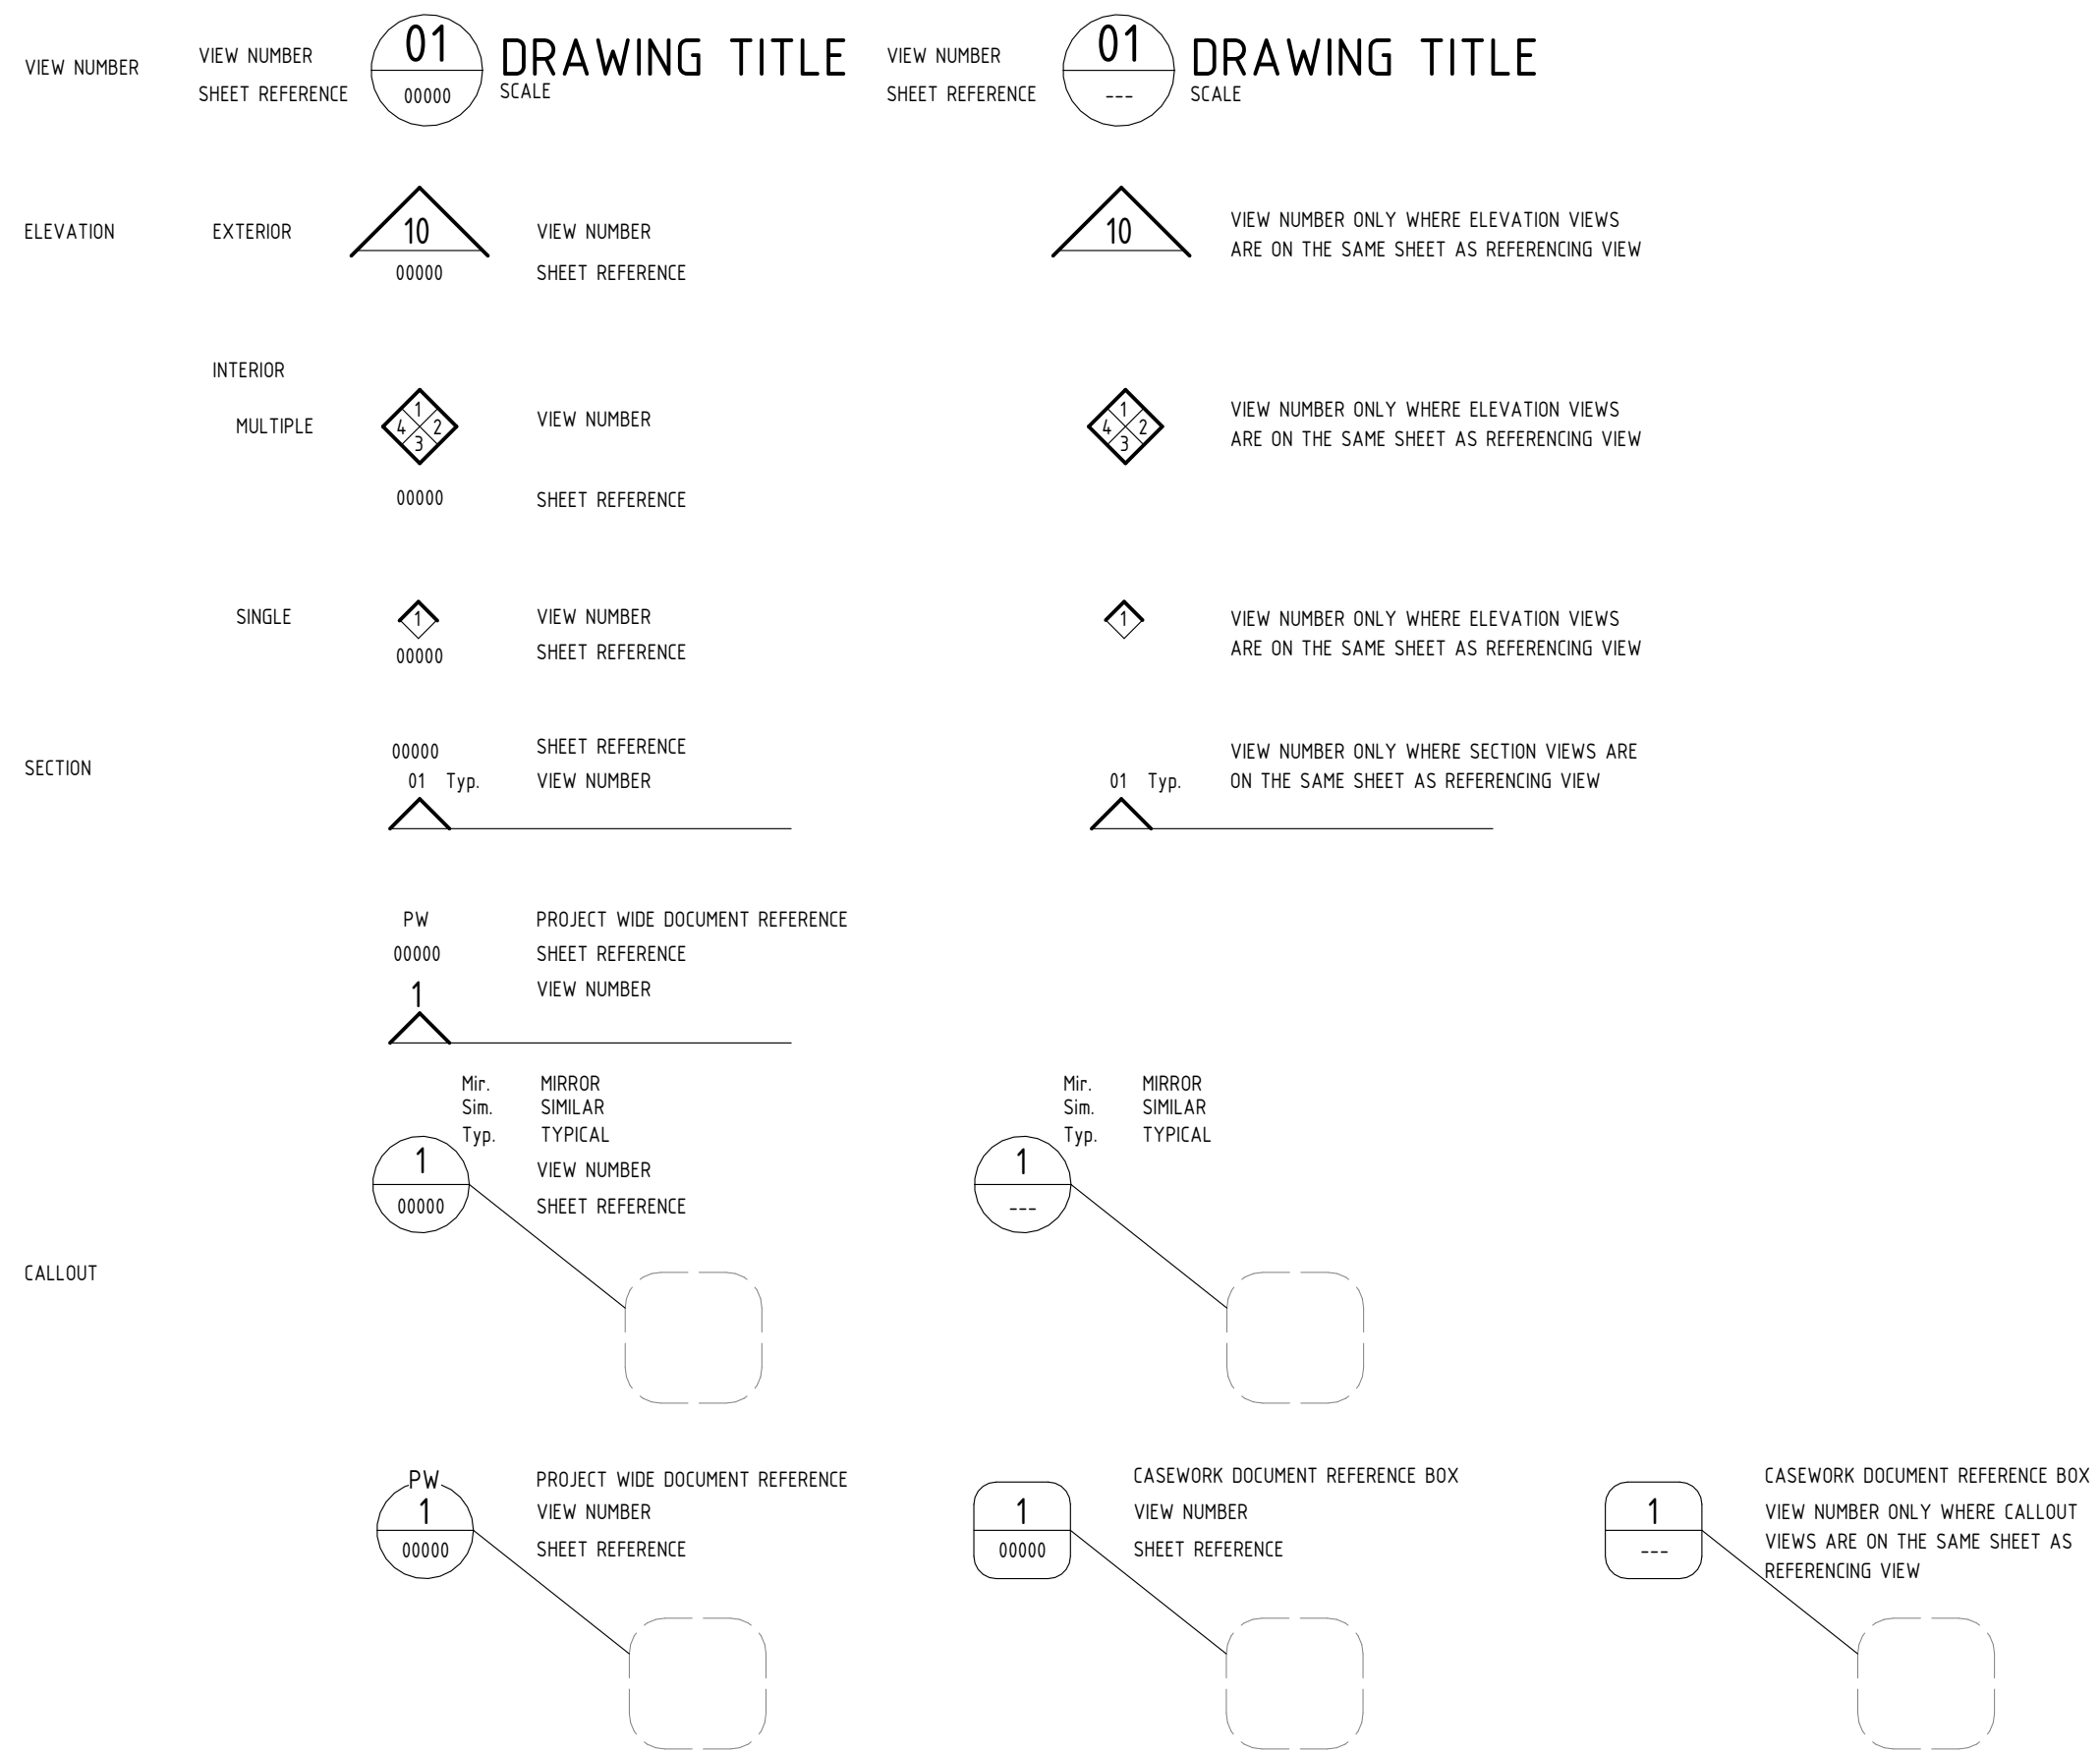 VIEW NUMBER
VIEW NUMBER
SHEET REFERENCE
01
00000
DRAWING TITLE
SCALE
VIEW NUMBER
SHEET REFERENCE
01
---
DRAWING TITLE
SCALE
ELEVATION
EXTERIOR
10
00000
VIEW NUMBER
SHEET REFERENCE
10
VIEW NUMBER ONLY WHERE ELEVATION VIEWS
ARE ON THE SAME SHEET AS REFERENCING VIEW
INTERIOR
MULTIPLE
1
4 2
3
00000
VIEW NUMBER
SHEET REFERENCE
1
4 2
3
VIEW NUMBER ONLY WHERE ELEVATION VIEWS
ARE ON THE SAME SHEET AS REFERENCING VIEW
SINGLE
1
00000
VIEW NUMBER
SHEET REFERENCE
1
VIEW NUMBER ONLY WHERE ELEVATION VIEWS
ARE ON THE SAME SHEET AS REFERENCING VIEW
SECTION
00000
01 Typ.
SHEET REFERENCE
VIEW NUMBER
01 Typ.
VIEW NUMBER ONLY WHERE SECTION VIEWS ARE
ON THE SAME SHEET AS REFERENCING VIEW
PW
00000
1
PROJECT WIDE DOCUMENT REFERENCE
SHEET REFERENCE
VIEW NUMBER
CALLOUT
Mir. MIRROR
Sim. SIMILAR
Typ. TYPICAL
1
00000
VIEW NUMBER
SHEET REFERENCE
Mir. MIRROR
Sim. SIMILAR
Typ. TYPICAL
1
---
PW
1
00000
PROJECT WIDE DOCUMENT REFERENCE
VIEW NUMBER
SHEET REFERENCE
1
00000
CASEWORK DOCUMENT REFERENCE BOX
VIEW NUMBER
SHEET REFERENCE
1
---
CASEWORK DOCUMENT REFERENCE BOX
VIEW NUMBER ONLY WHERE CALLOUT
VIEWS ARE ON THE SAME SHEET AS
REFERENCING VIEW